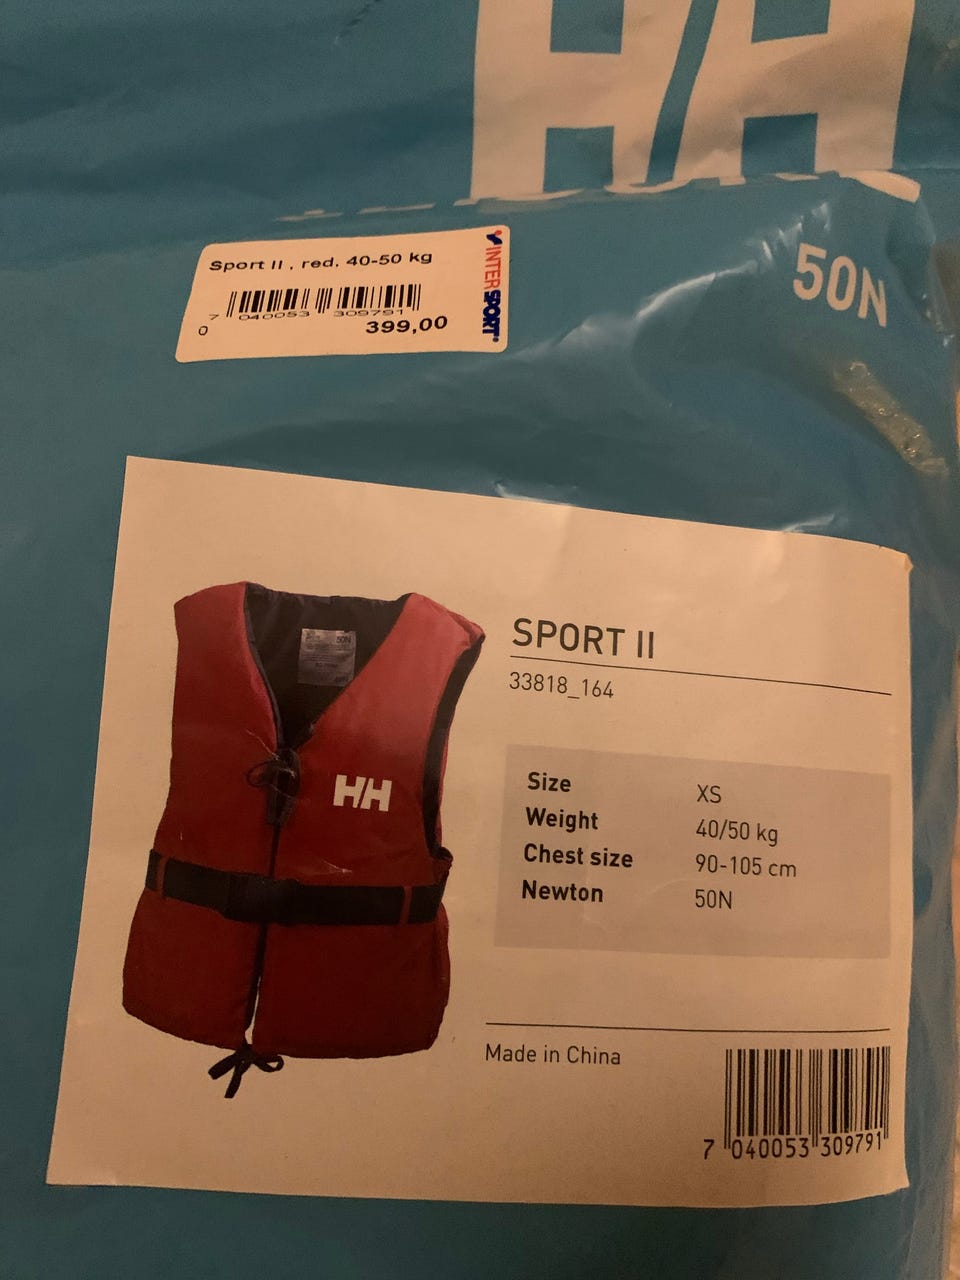 HH
Sport II , red. 40-50 kg
INTERSPORT
7 040053 309791
0
399,00
50N
50N
HH
SPORT II
33818_164
Size XS
Weight 40/50 kg
Chest size 90-105 cm
Newton 50N
Made in China
7 040053 309791